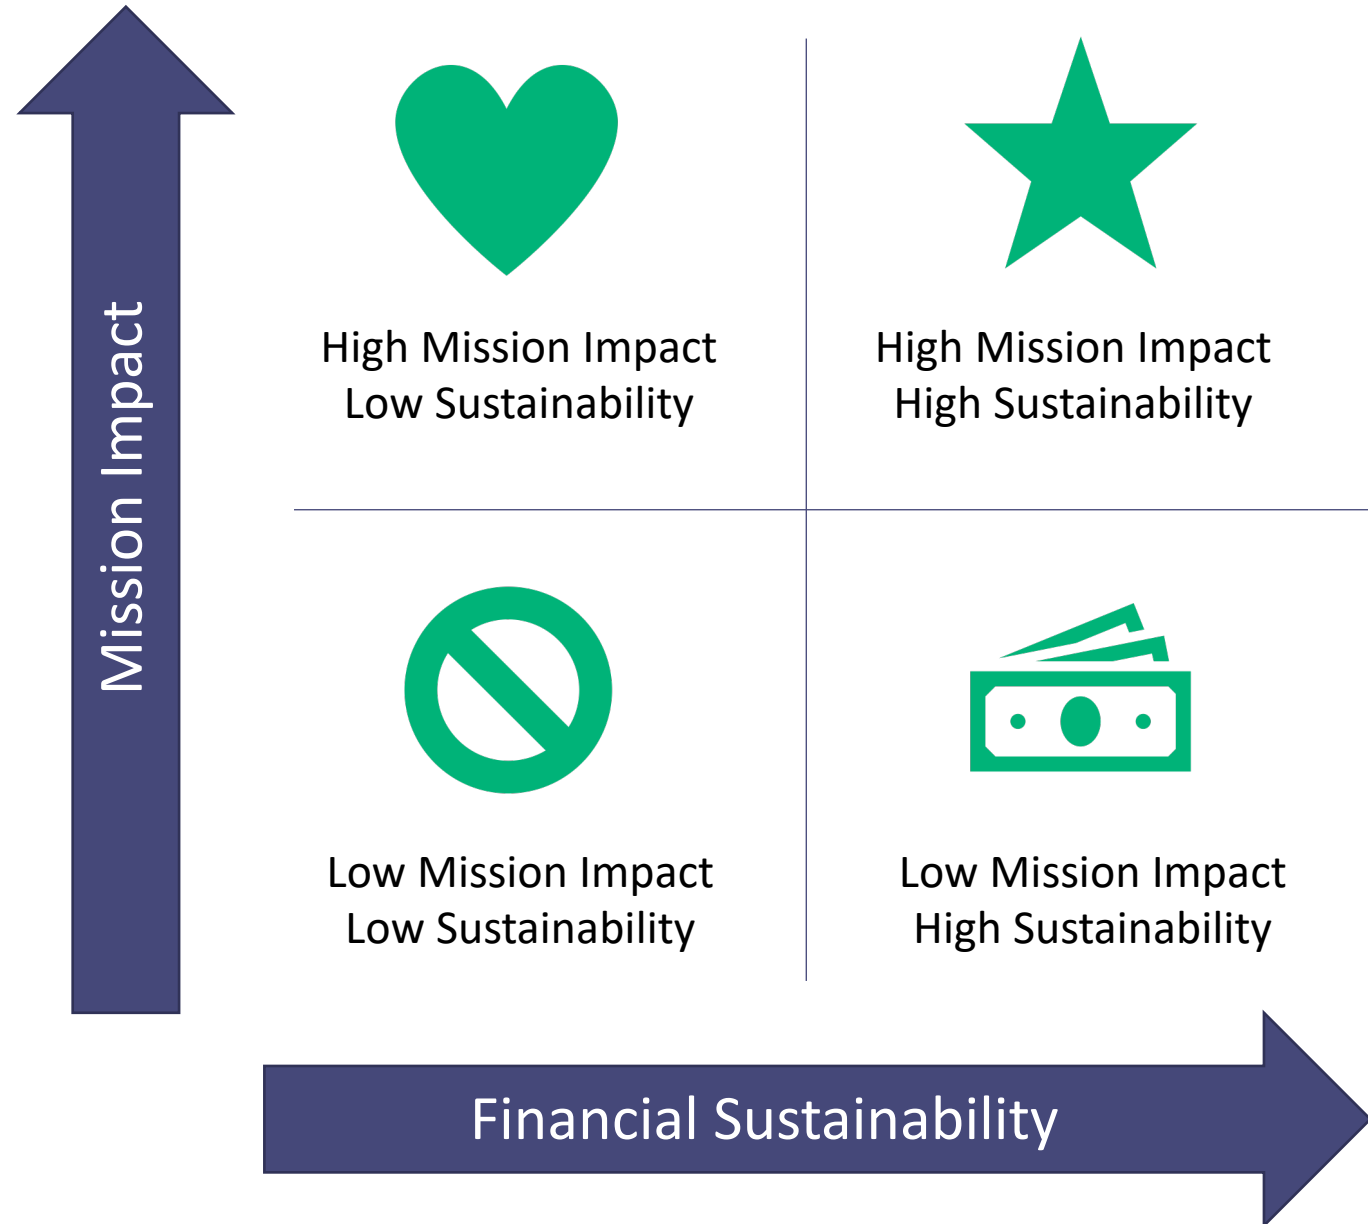 Mission Impact
High Mission Impact
Low Sustainability
High Mission Impact
High Sustainability
Low Mission Impact
Low Sustainability
Low Mission Impact
High Sustainability
Financial Sustainability